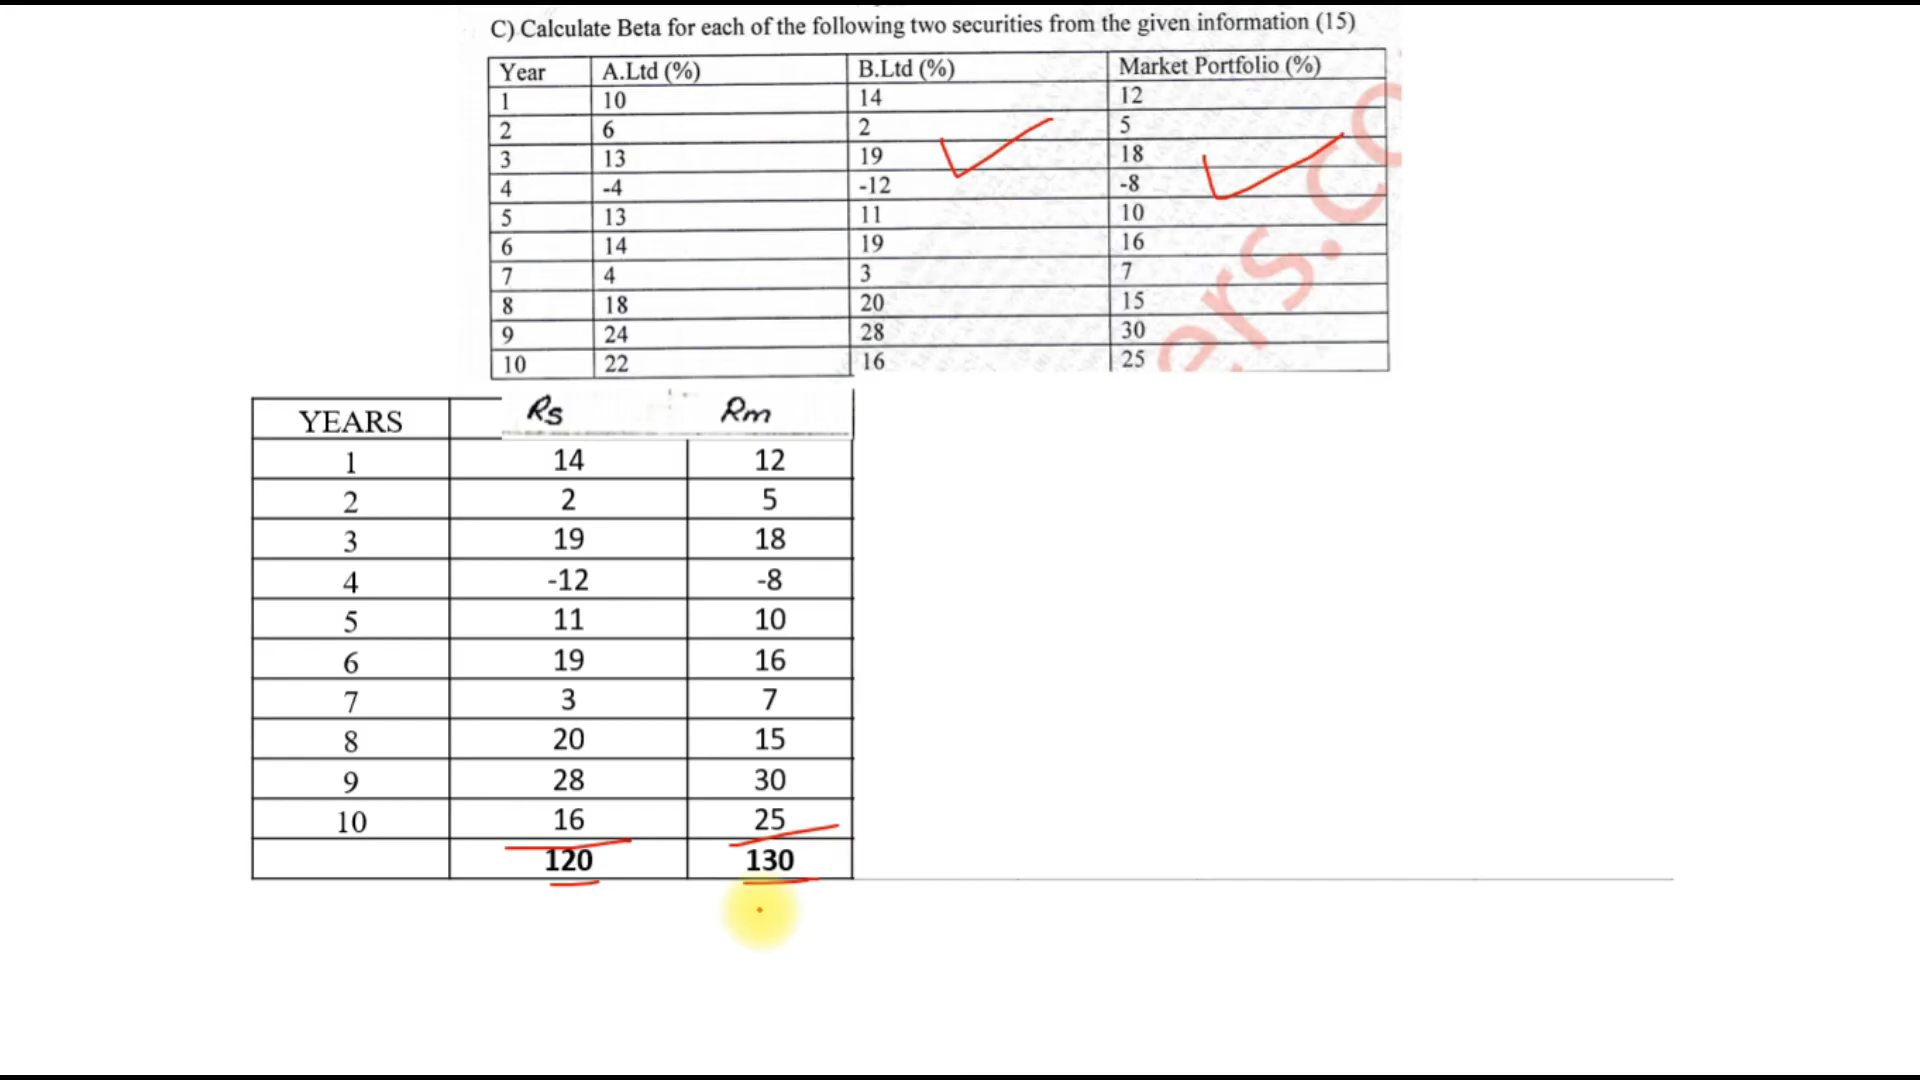 C) Calculate Beta for each of the following two securities from the given information (15)
Year A.Ltd (%) B.Ltd (%) Market Portfolio (%)
1 10 14 12
2 6 2 5
3 13 19 18
4 -4 -12 -8
5 13 11 10
6 14 19 16
7 4 3 7
8 18 20 15
9 24 28 30
10 22 16 25
ers.co
YEARS Rs Rm
1 14 12
2 2 5
3 19 18
4 -12 -8
5 11 10
6 19 16
7 3 7
8 20 15
9 28 30
10 16 25
120 130